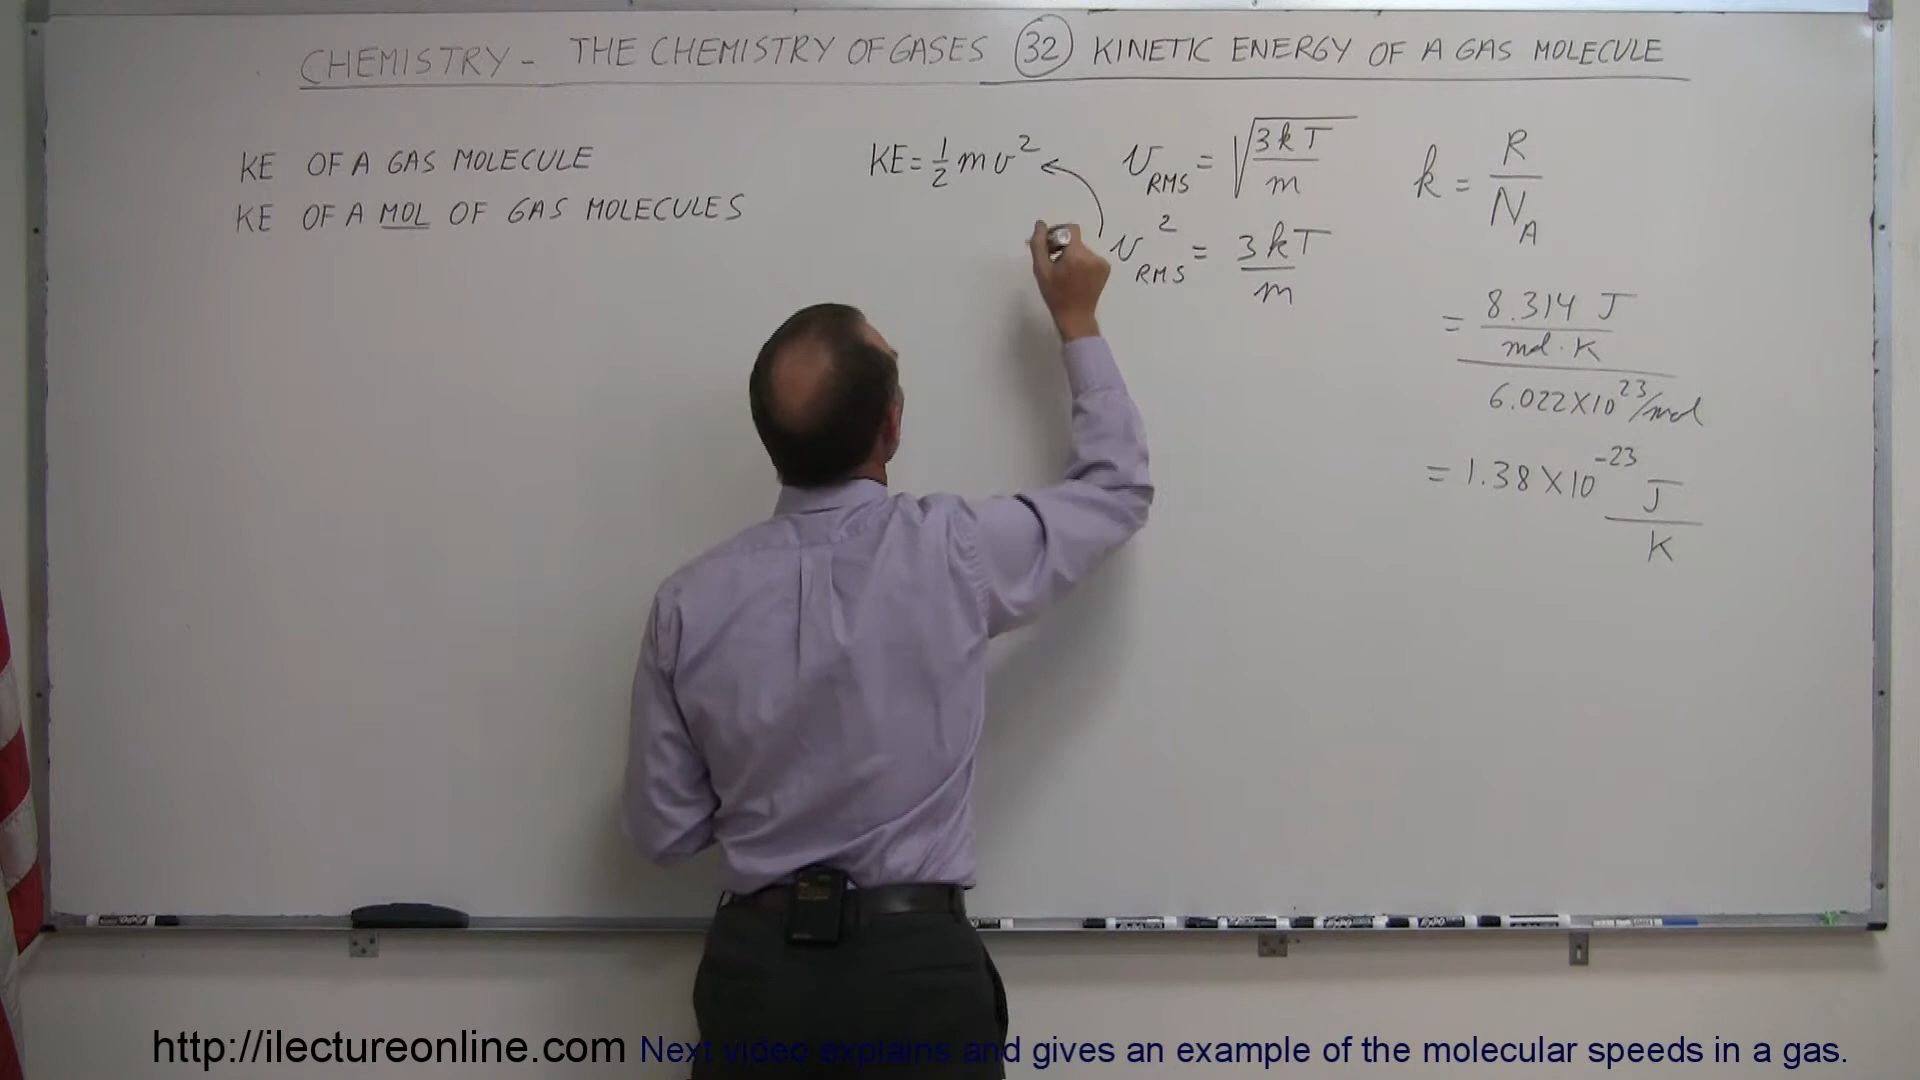 CHEMISTRY - THE CHEMISTRY OF GASES 32 KINETIC ENERGY OF A GAS MOLECULE
KE OF A GAS MOLECULE
KE OF A MOL OF GAS MOLECULES
KE = 1/2 mv²
v_RMS = √(3kT/m)
v²_RMS = 3kT/m
k = R/N_A
= (8.314 J/mol·K)/(6.022×10²³/mol)
= 1.38×10⁻²³ J/K
http://ilectureonline.com Next video explains and gives an example of the molecular speeds in a gas.